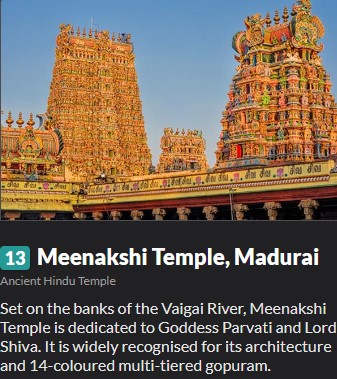 13 Meenakshi Temple, Madurai
Ancient Hindu Temple
Set on the banks of the Vaigai River, Meenakshi
Temple is dedicated to Goddess Parvati and Lord
Shiva. It is widely recognised for its architecture
and 14-coloured multi-tiered gopuram.